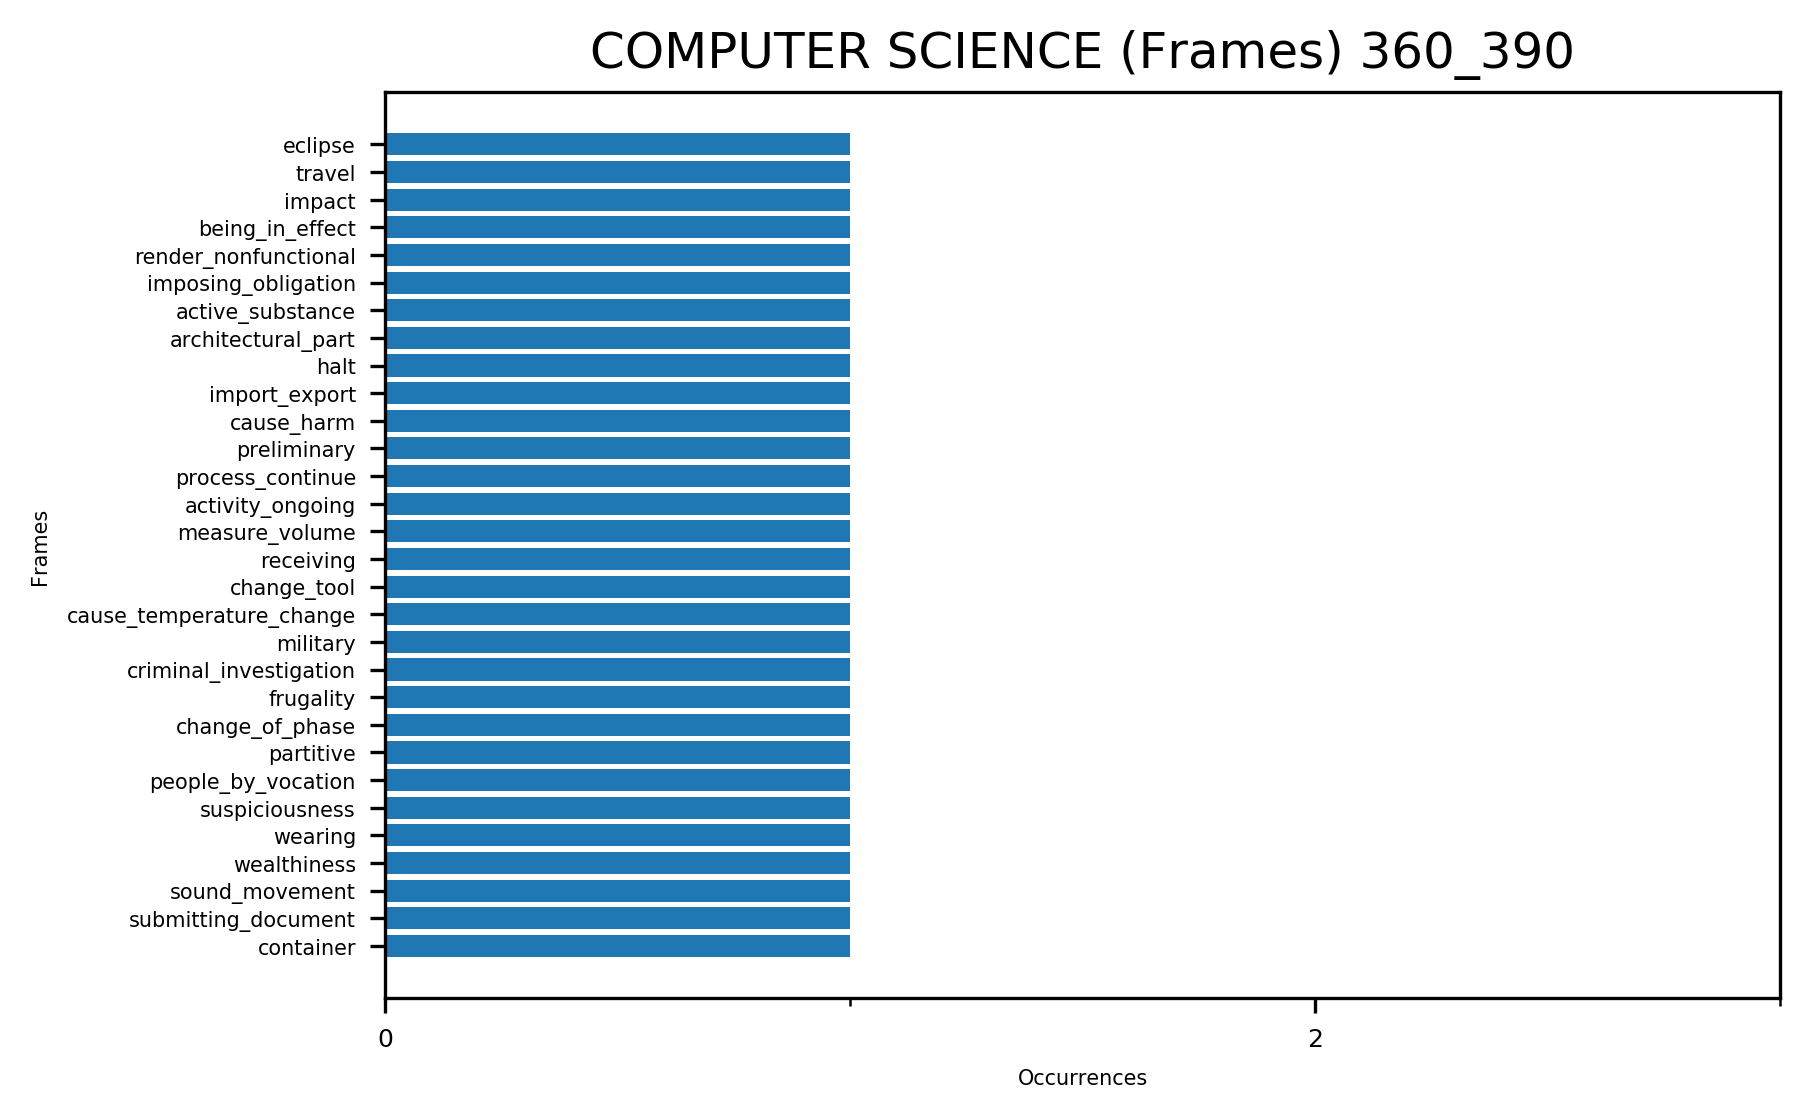 COMPUTER SCIENCE (Frames) 360_390
eclipse
travel
impact
being_in_effect
render_nonfunctional
imposing_obligation
active_substance
architectural_part
halt
import_export
cause_harm
preliminary
process_continue
activity_ongoing
measure_volume
receiving
change_tool
cause_temperature_change
military
criminal_investigation
frugality
change_of_phase
partitive
people_by_vocation
suspiciousness
wearing
wealthiness
sound_movement
submitting_document
container
Frames
0
2
Occurrences